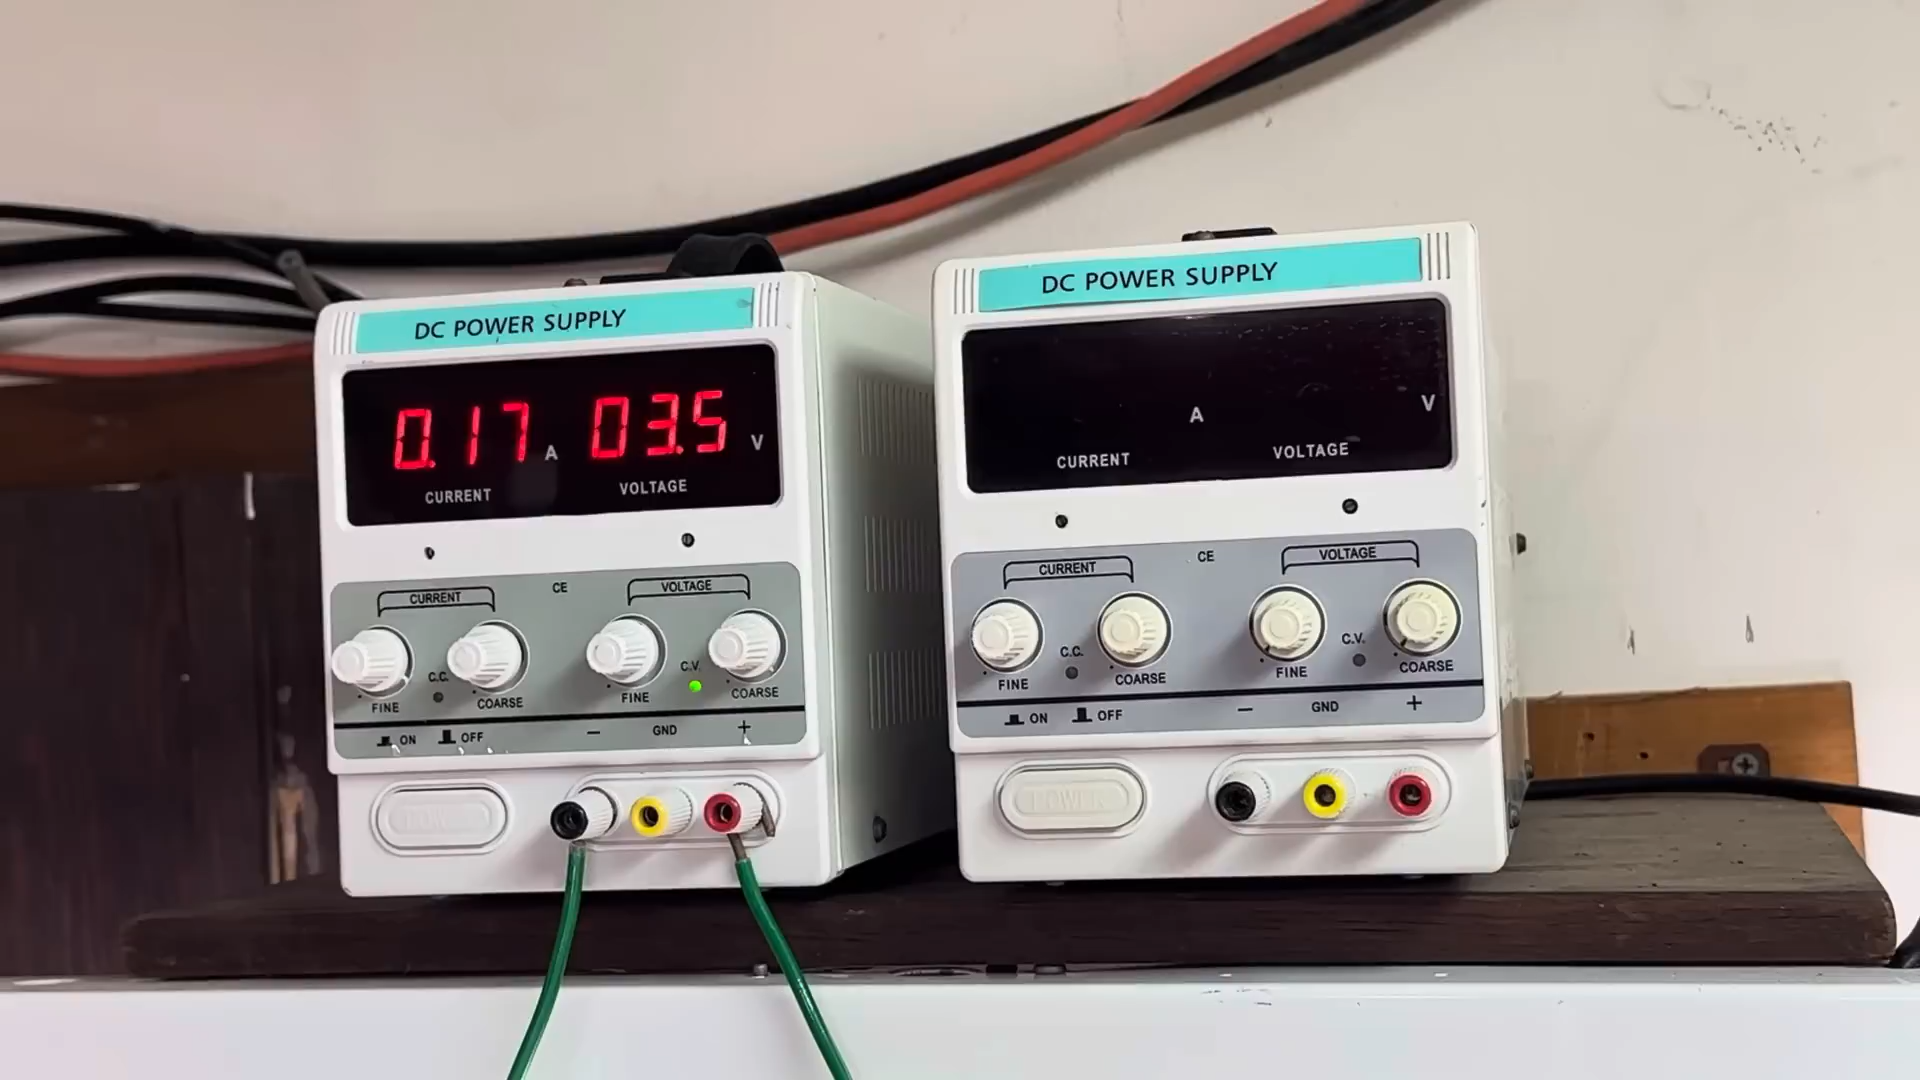 DC POWER SUPPLY
0.17 A 03.5 V
CURRENT VOLTAGE
CURRENT CE VOLTAGE
C.C. C.V.
FINE COARSE FINE COARSE
ON OFF − GND +
DC POWER SUPPLY
A V
CURRENT VOLTAGE
CURRENT CE VOLTAGE
C.C. C.V.
FINE COARSE FINE COARSE
ON OFF − GND +
POWER